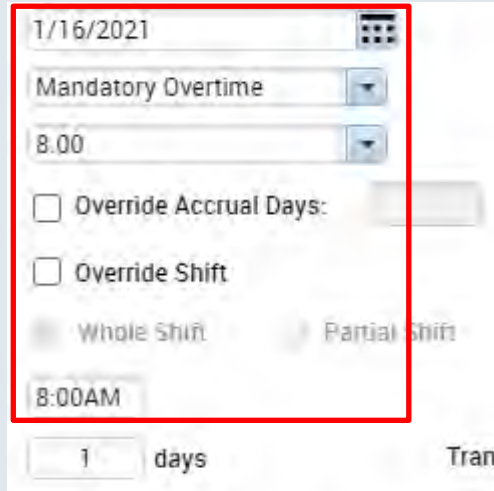 1/16/2021
Mandatory Overtime
8.00
Override Accrual Days:
Override Shift
Whole Shift Partial Shift
8:00AM
1 days Tran